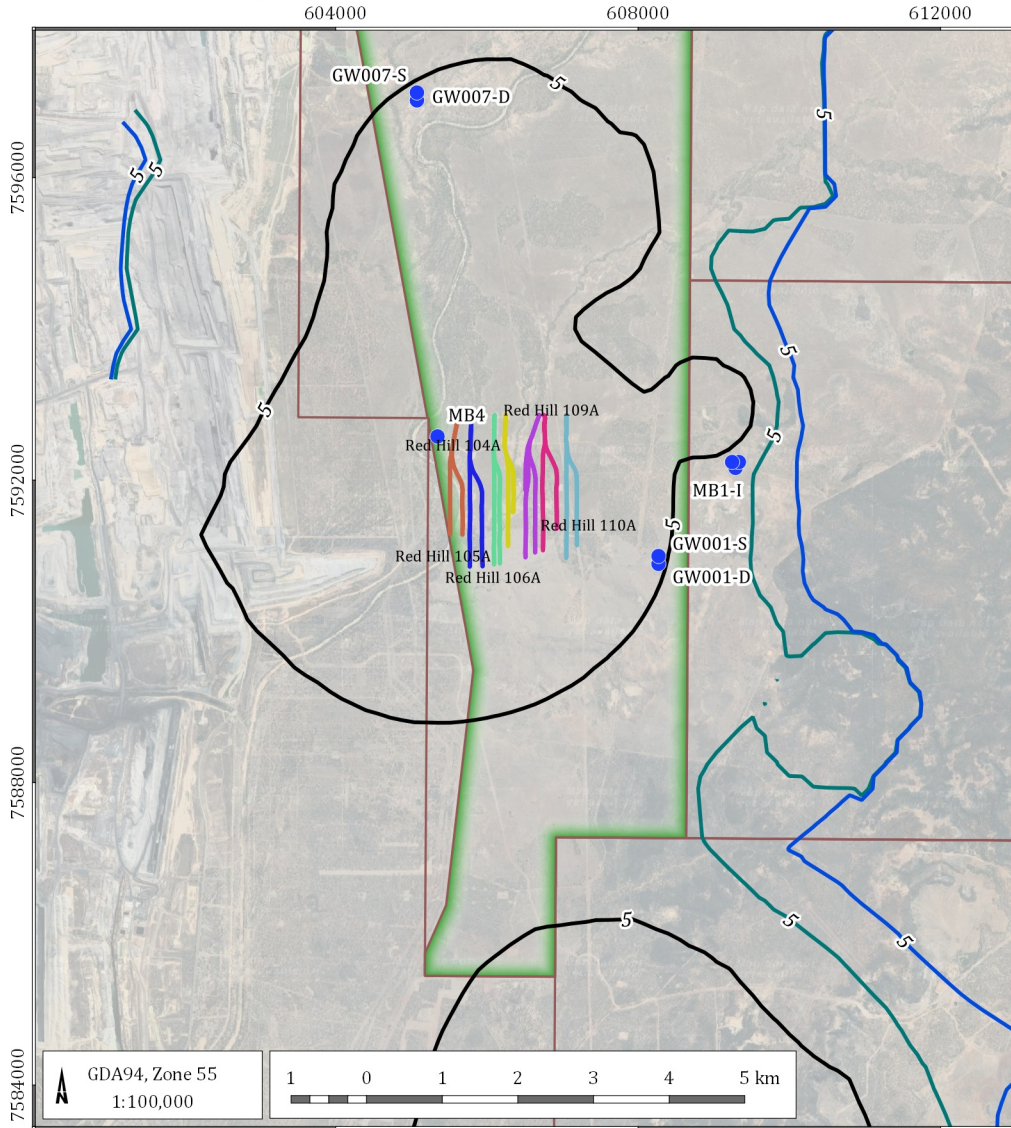 604000
608000
612000
GW007-S
GW007-D
5
5
5
5
7596000
5
5
MB4
Red Hill 109A
Red Hill 104A
5
7592000
MB1-I
Red Hill 110A
5
GW001-S
Red Hill 105A
GW001-D
Red Hill 106A
7588000
5
5
5
7584000
GDA94, Zone 55
1:100,000
1 0 1 2 3 4 5 km